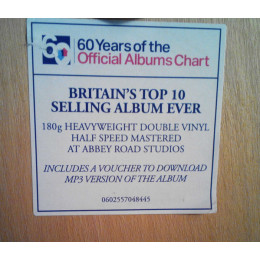 60 60 Years of the
Official Albums Chart
BRITAIN'S TOP 10
SELLING ALBUM EVER
180g HEAVYWEIGHT DOUBLE VINYL
HALF SPEED MASTERED
AT ABBEY ROAD STUDIOS
INCLUDES A VOUCHER TO DOWNLOAD
MP3 VERSION OF THE ALBUM
0602557048445